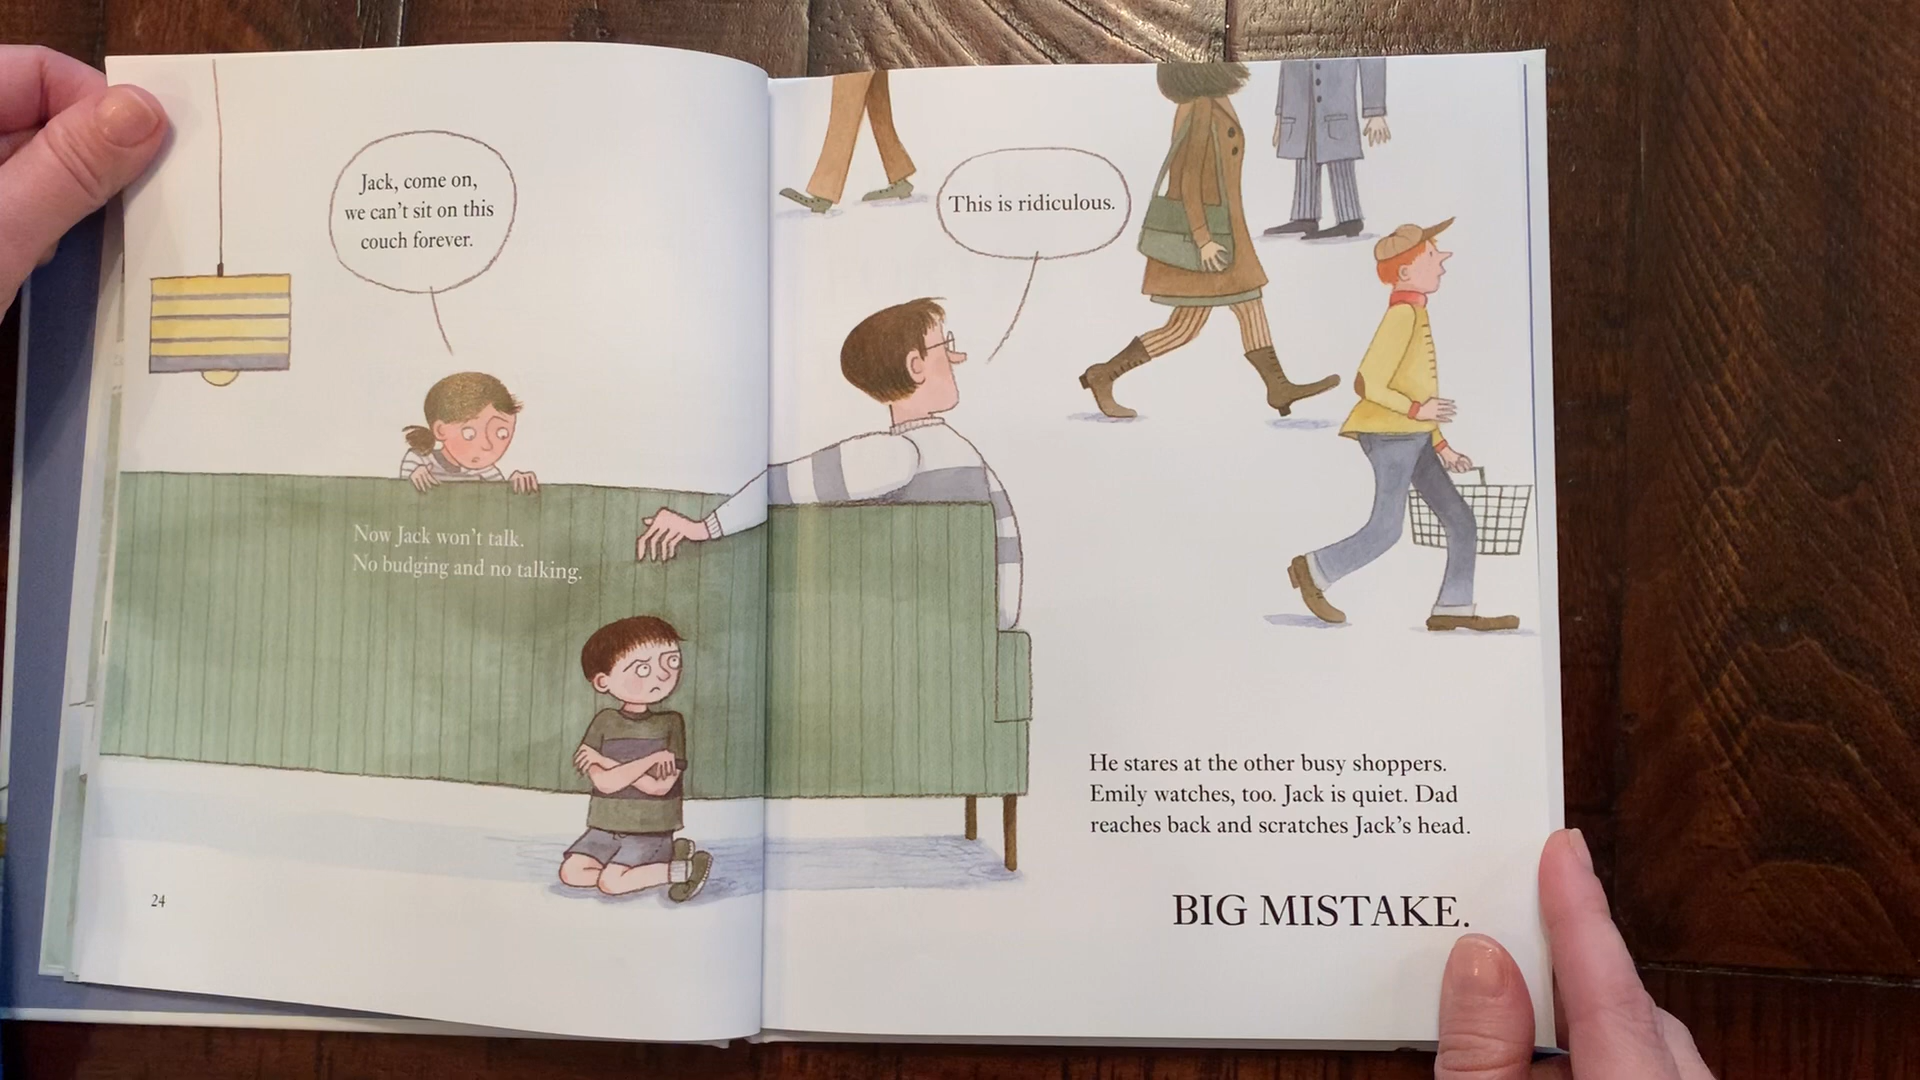 Jack, come on,
we can't sit on this
couch forever.
Now Jack won't talk.
No budging and no talking.
24
This is ridiculous.
He stares at the other busy shoppers.
Emily watches, too. Jack is quiet. Dad
reaches back and scratches Jack's head.
BIG MISTAKE.